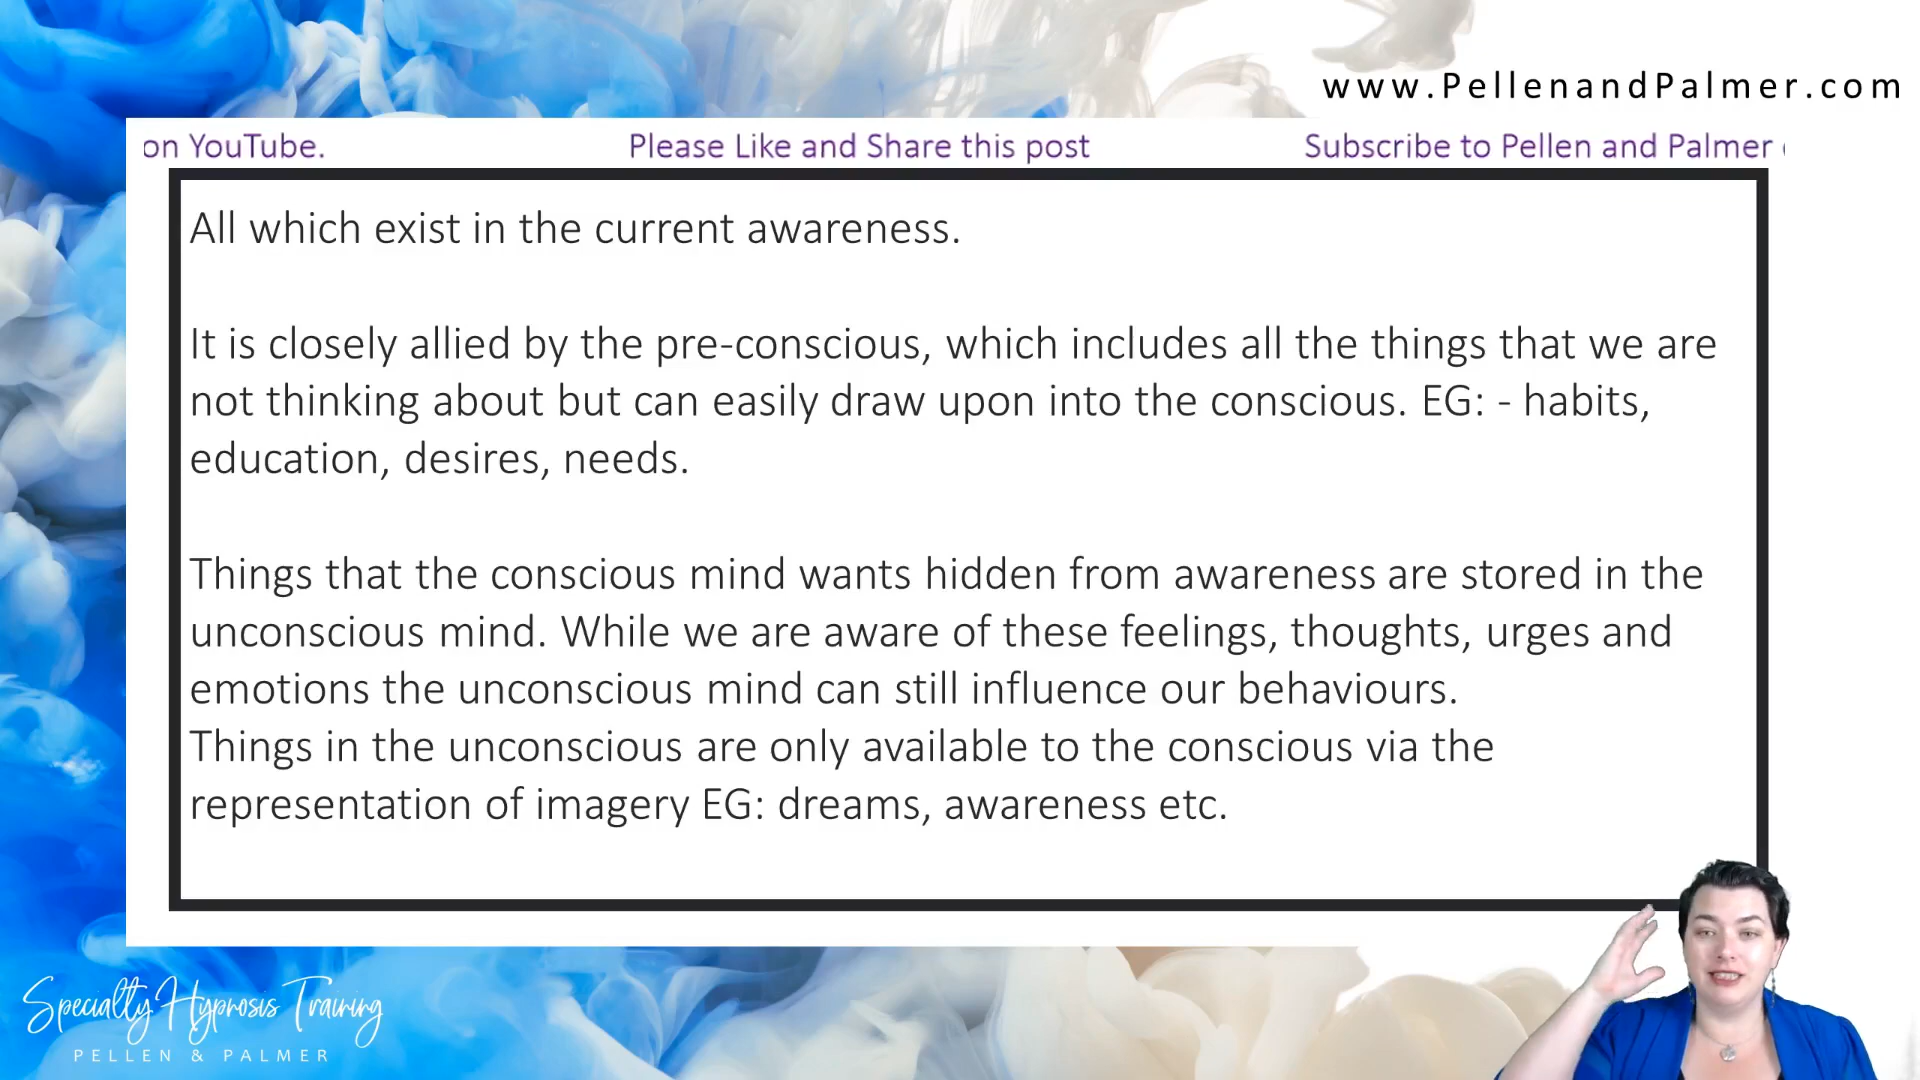 www.PellenandPalmer.com
on YouTube. Please Like and Share this post Subscribe to Pellen and Palmer
All which exist in the current awareness.
It is closely allied by the pre-conscious, which includes all the things that we are
not thinking about but can easily draw upon into the conscious. EG: - habits,
education, desires, needs.
Things that the conscious mind wants hidden from awareness are stored in the
unconscious mind. While we are aware of these feelings, thoughts, urges and
emotions the unconscious mind can still influence our behaviours.
Things in the unconscious are only available to the conscious via the
representation of imagery EG: dreams, awareness etc.
Specialty Hypnosis Training
PELLEN & PALMER